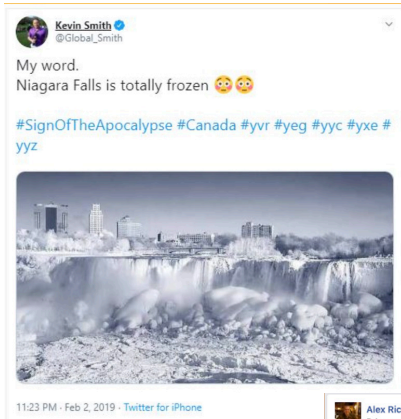 Kevin Smith
@Global_Smith
My word.
Niagara Falls is totally frozen 😳😳
#SignOfTheApocalypse #Canada #yvr #yeg #yyc #yxe #
yyz
11:23 PM · Feb 2, 2019 · Twitter for iPhone
Alex